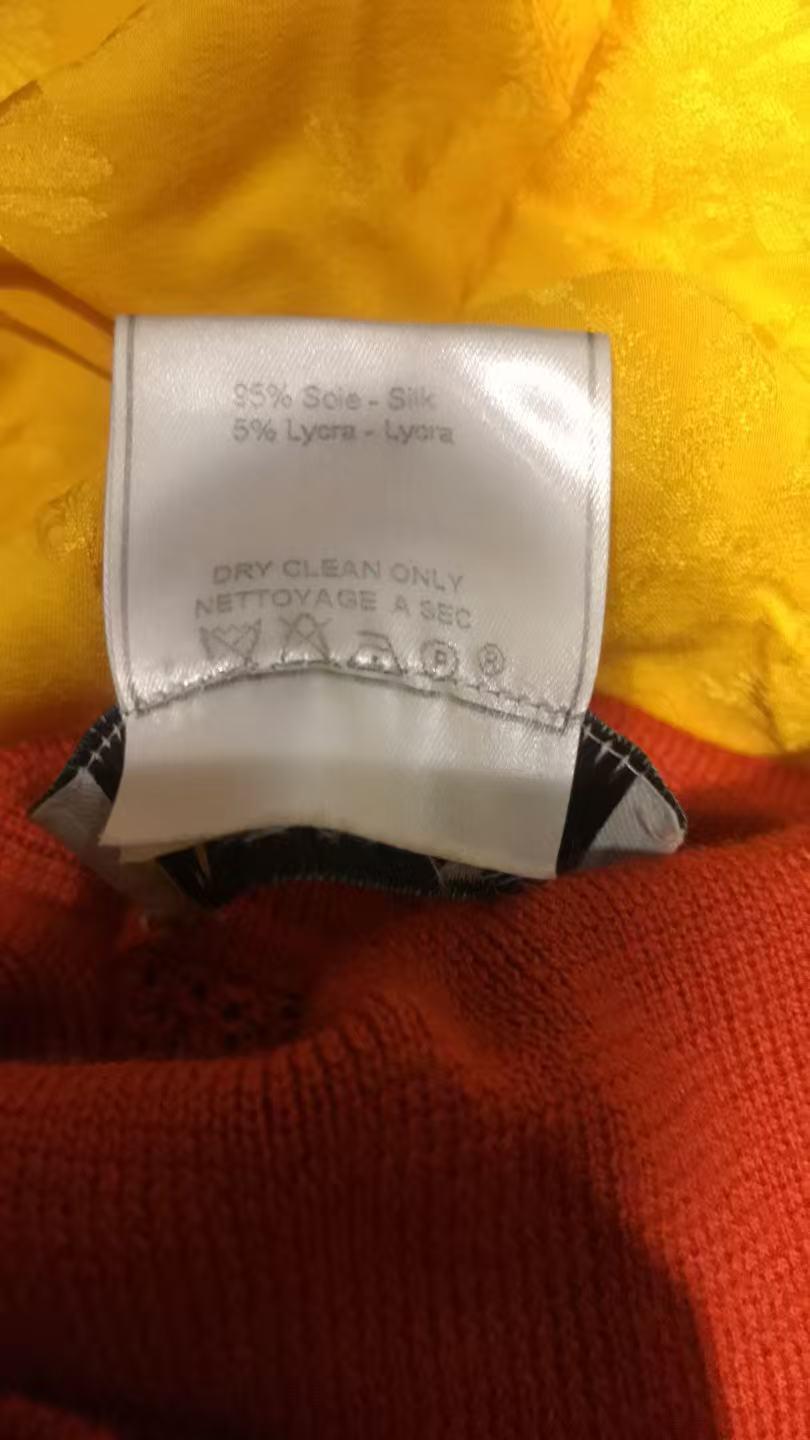 95% Soie - Silk
5% Lycra - Lycra
DRY CLEAN ONLY
NETTOYAGE A SEC
P ®